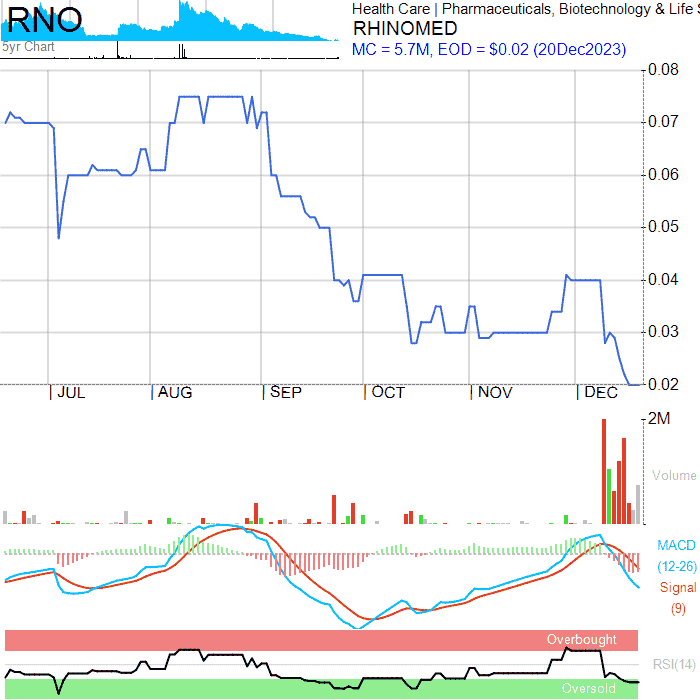 RNO
5yr Chart
Health Care | Pharmaceuticals, Biotechnology & Life S
RHINOMED
MC = 5.7M, EOD = $0.02 (20Dec2023)
0.08
0.07
0.06
0.05
0.04
0.03
0.02
JUL AUG SEP OCT NOV DEC
2M
Volume
MACD
(12-26)
Signal
(9)
Overbought
RSI(14)
Oversold